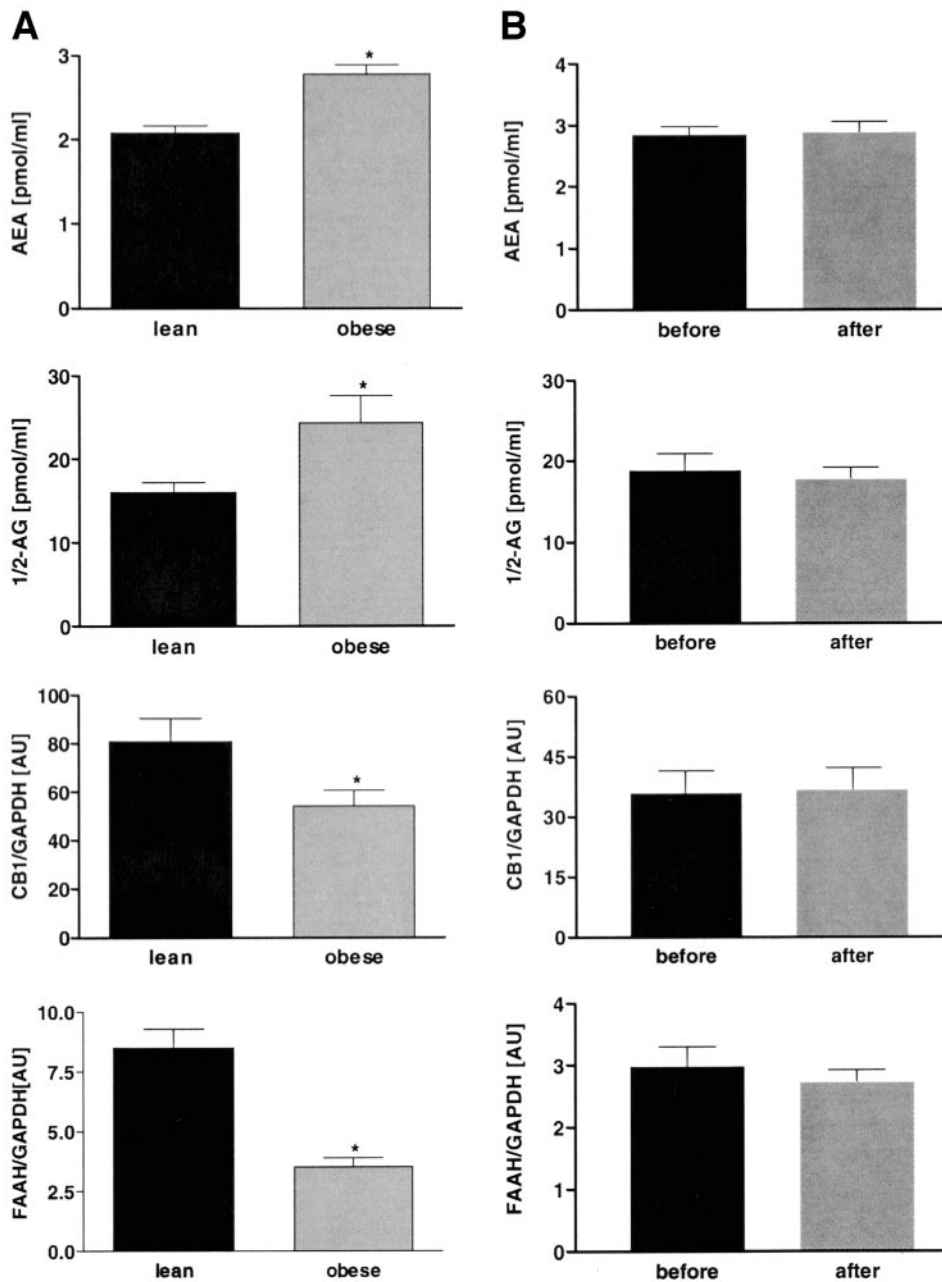 A
AEA [pmol/ml]
3
2
1
0
*
lean obese
1/2-AG [pmol/ml]
30
20
10
0
*
lean obese
CB1/GAPDH [AU]
100
80
60
40
20
0
*
lean obese
FAAH/GAPDH[AU]
10.0
7.5
5.0
2.5
0.0
*
lean obese
B
AEA [pmol/ml]
4
3
2
1
0
before after
1/2-AG [pmol/ml]
30
20
10
0
before after
CB1/GAPDH [AU]
60
45
30
15
0
before after
FAAH/GAPDH [AU]
4
3
2
1
0
before after